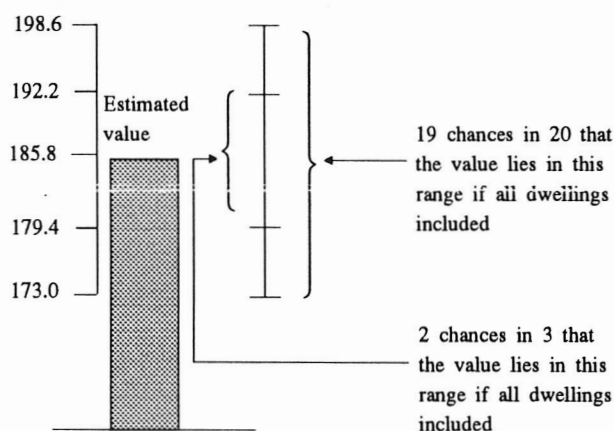 198.6
192.2
Estimated
value
185.8
179.4
173.0
19 chances in 20 that
the value lies in this
range if all dwellings
included
2 chances in 3 that
the value lies in this
range if all dwellings
included